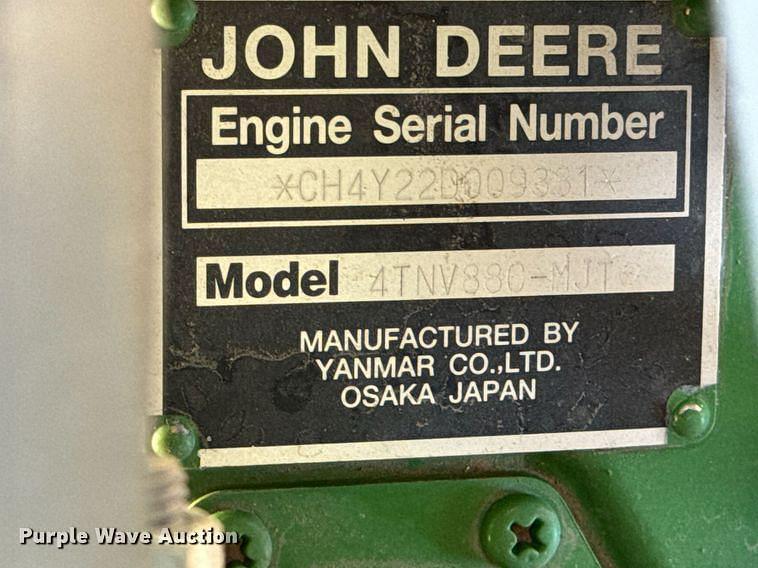 JOHN DEERE
Engine Serial Number
*CH4Y22D009381*
Model 4TNV88C-MJT
MANUFACTURED BY
YANMAR CO.,LTD.
OSAKA JAPAN
Purple Wave Auction